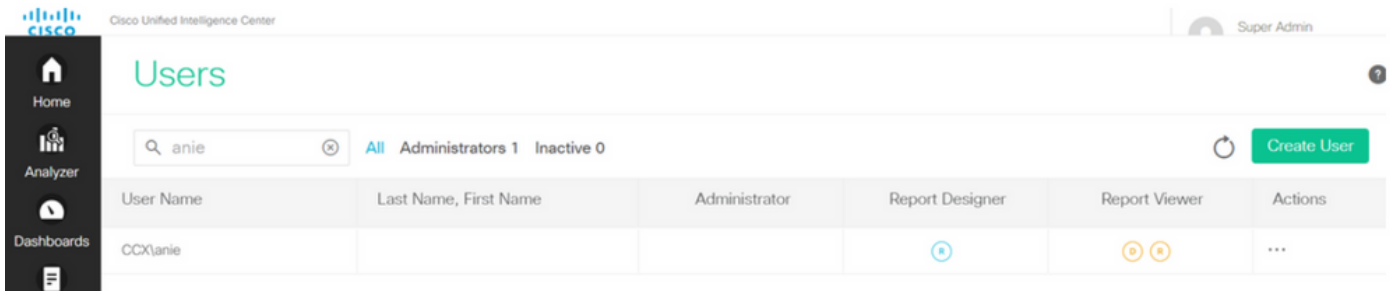 CISCO
Cisco Unified Intelligence Center
Super Admin
Home
Analyzer
Dashboards
Users
?
anie
All Administrators 1 Inactive 0
Create User
User Name Last Name, First Name Administrator Report Designer Report Viewer Actions
CCX\anie R D R ...